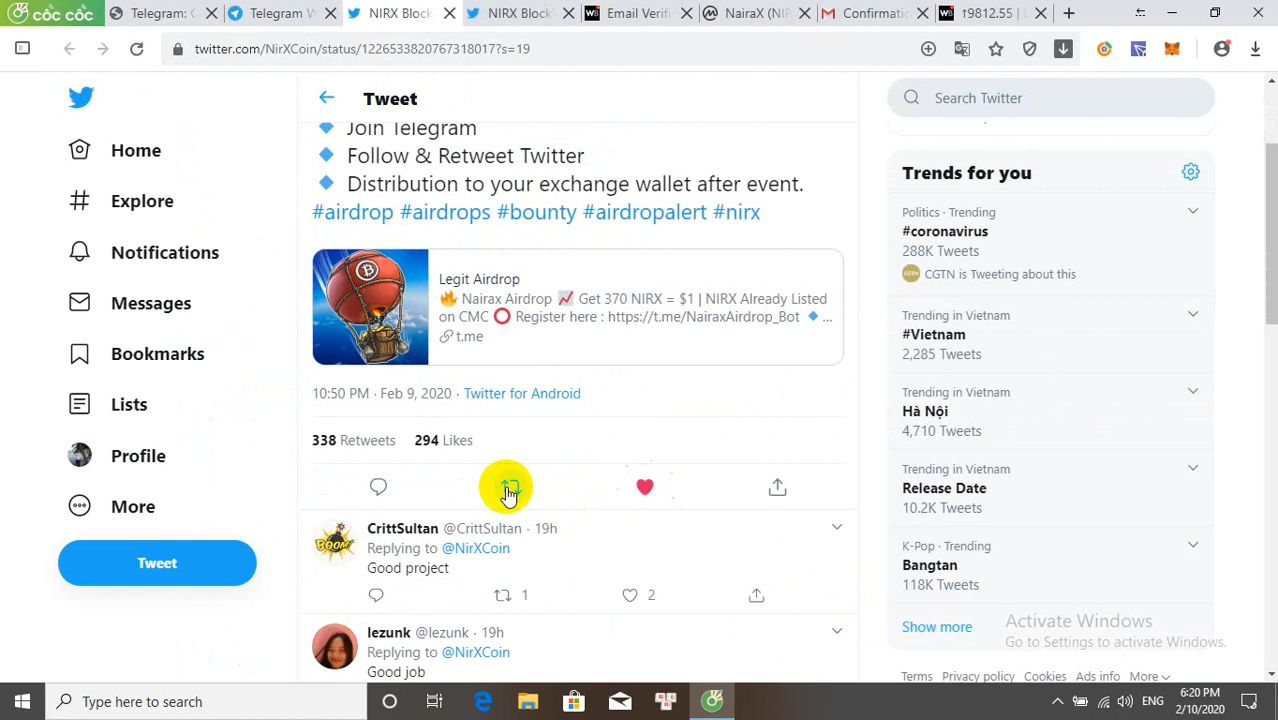 cốc cốc
Telegram: C
Telegram W
NIRX Block
NIRX Block
Email Verifi
NairaX (NIR
Confirmatio
↑9812.55 | L
twitter.com/NirXCoin/status/1226533820767318017?s=19
Tweet
Search Twitter
Home
Explore
Notifications
Messages
Bookmarks
Lists
Profile
More
Tweet
Join Telegram
Follow & Retweet Twitter
Distribution to your exchange wallet after event.
#airdrop #airdrops #bounty #airdropalert #nirx
Legit Airdrop
🔥 Nairax Airdrop 📈 Get 370 NIRX = $1 | NIRX Already Listed
on CMC ⭕ Register here : https://t.me/NairaxAirdrop_Bot 🔹 ...
t.me
10:50 PM · Feb 9, 2020 · Twitter for Android
338 Retweets 294 Likes
CrittSultan @CrittSultan · 19h
Replying to @NirXCoin
Good project
1 2
lezunk @lezunk · 19h
Replying to @NirXCoin
Good job
Trends for you
Politics · Trending
#coronavirus
288K Tweets
CGTN is Tweeting about this
Trending in Vietnam
#Vietnam
2,285 Tweets
Trending in Vietnam
Hà Nội
4,710 Tweets
Trending in Vietnam
Release Date
10.2K Tweets
K-Pop · Trending
Bangtan
118K Tweets
Show more
Activate Windows
Go to Settings to activate Windows.
Terms Privacy policy Cookies Ads info More
Type here to search
ENG
6:20 PM
2/10/2020